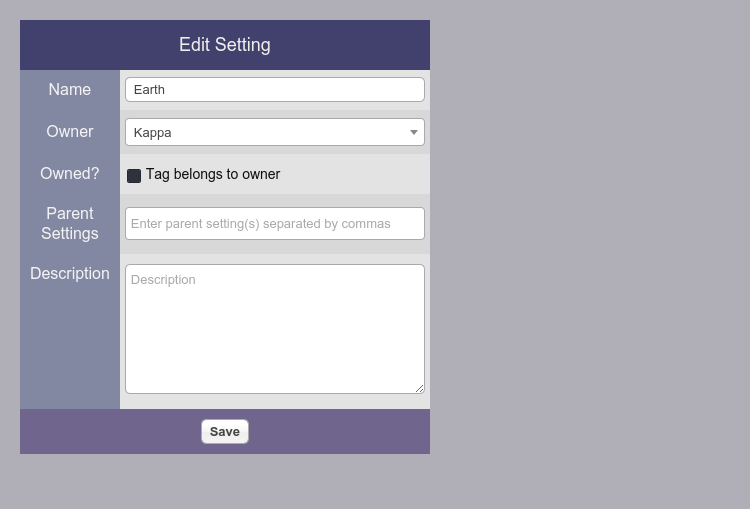 Edit Setting
Name
Earth
Owner
Kappa
Owned?
Tag belongs to owner
Parent
Settings
Enter parent setting(s) separated by commas
Description
Description
Save